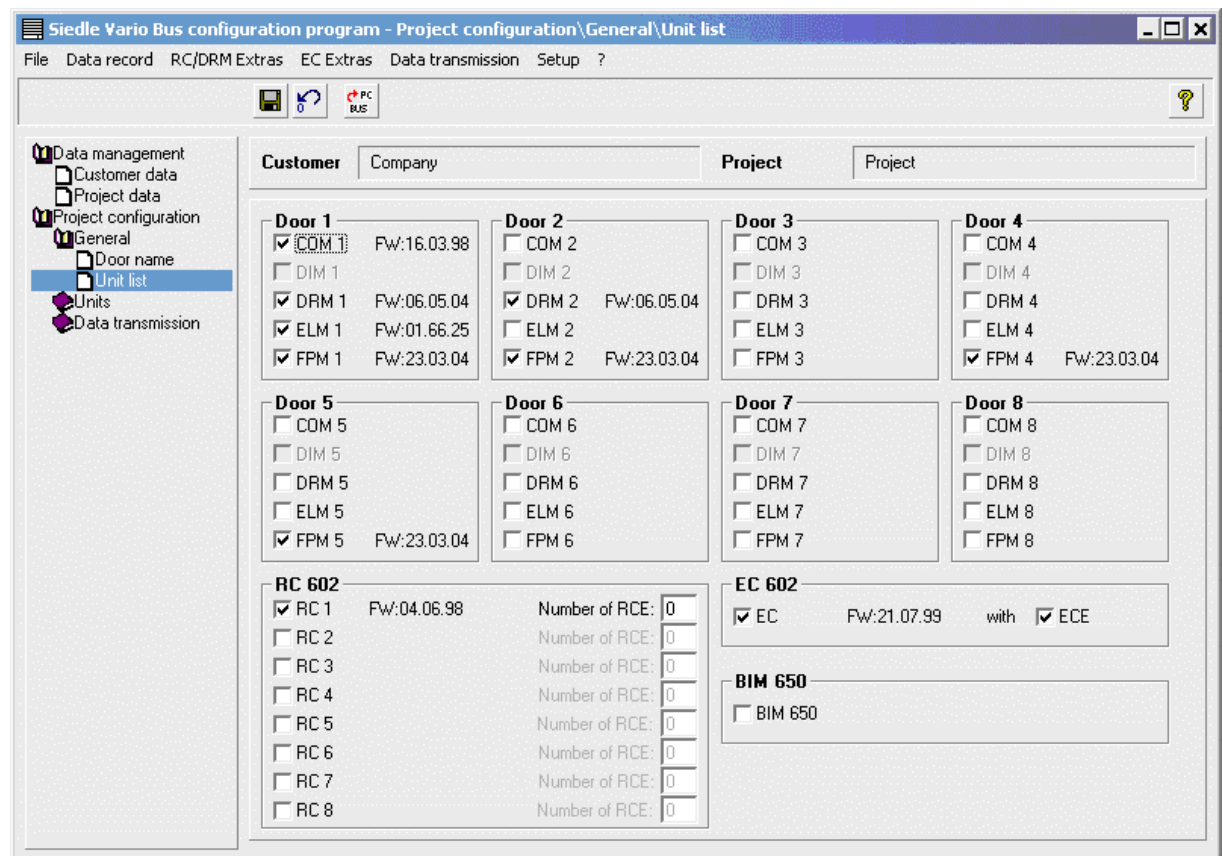 Siedle Vario Bus configuration program - Project configuration\General\Unit list
File Data record RC/DRM Extras EC Extras Data transmission Setup ?
0 PC BUS ?
Data management
Customer data
Project data
Project configuration
General
Door name
Unit list
Units
Data transmission
Customer Company Project Project
Door 1
COM 1 FW:16.03.98
DIM 1
DRM 1 FW:06.05.04
ELM 1 FW:01.66.25
FPM 1 FW:23.03.04
Door 2
COM 2
DIM 2
DRM 2 FW:06.05.04
ELM 2
FPM 2 FW:23.03.04
Door 3
COM 3
DIM 3
DRM 3
ELM 3
FPM 3
Door 4
COM 4
DIM 4
DRM 4
ELM 4
FPM 4 FW:23.03.04
Door 5
COM 5
DIM 5
DRM 5
ELM 5
FPM 5 FW:23.03.04
Door 6
COM 6
DIM 6
DRM 6
ELM 6
FPM 6
Door 7
COM 7
DIM 7
DRM 7
ELM 7
FPM 7
Door 8
COM 8
DIM 8
DRM 8
ELM 8
FPM 8
RC 602
RC 1 FW:04.06.98 Number of RCE: 0
RC 2 Number of RCE: 0
RC 3 Number of RCE: 0
RC 4 Number of RCE: 0
RC 5 Number of RCE: 0
RC 6 Number of RCE: 0
RC 7 Number of RCE: 0
RC 8 Number of RCE: 0
EC 602
EC FW:21.07.99 with ECE
BIM 650
BIM 650